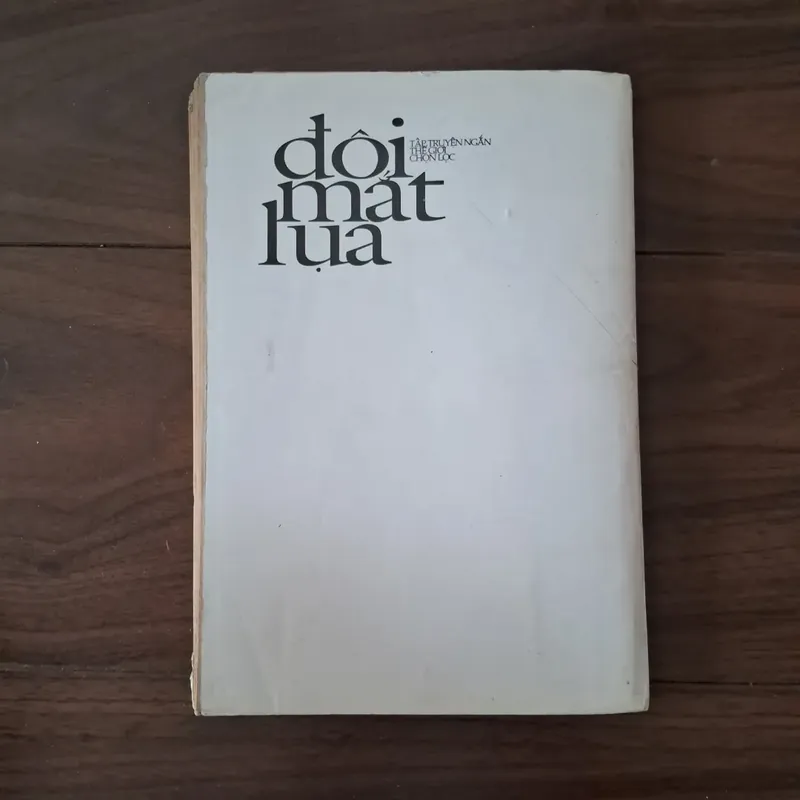 đôi
mắt
lụa
TẬP TRUYỆN NGẮN
THẾ GIỚI
CHỌN LỌC